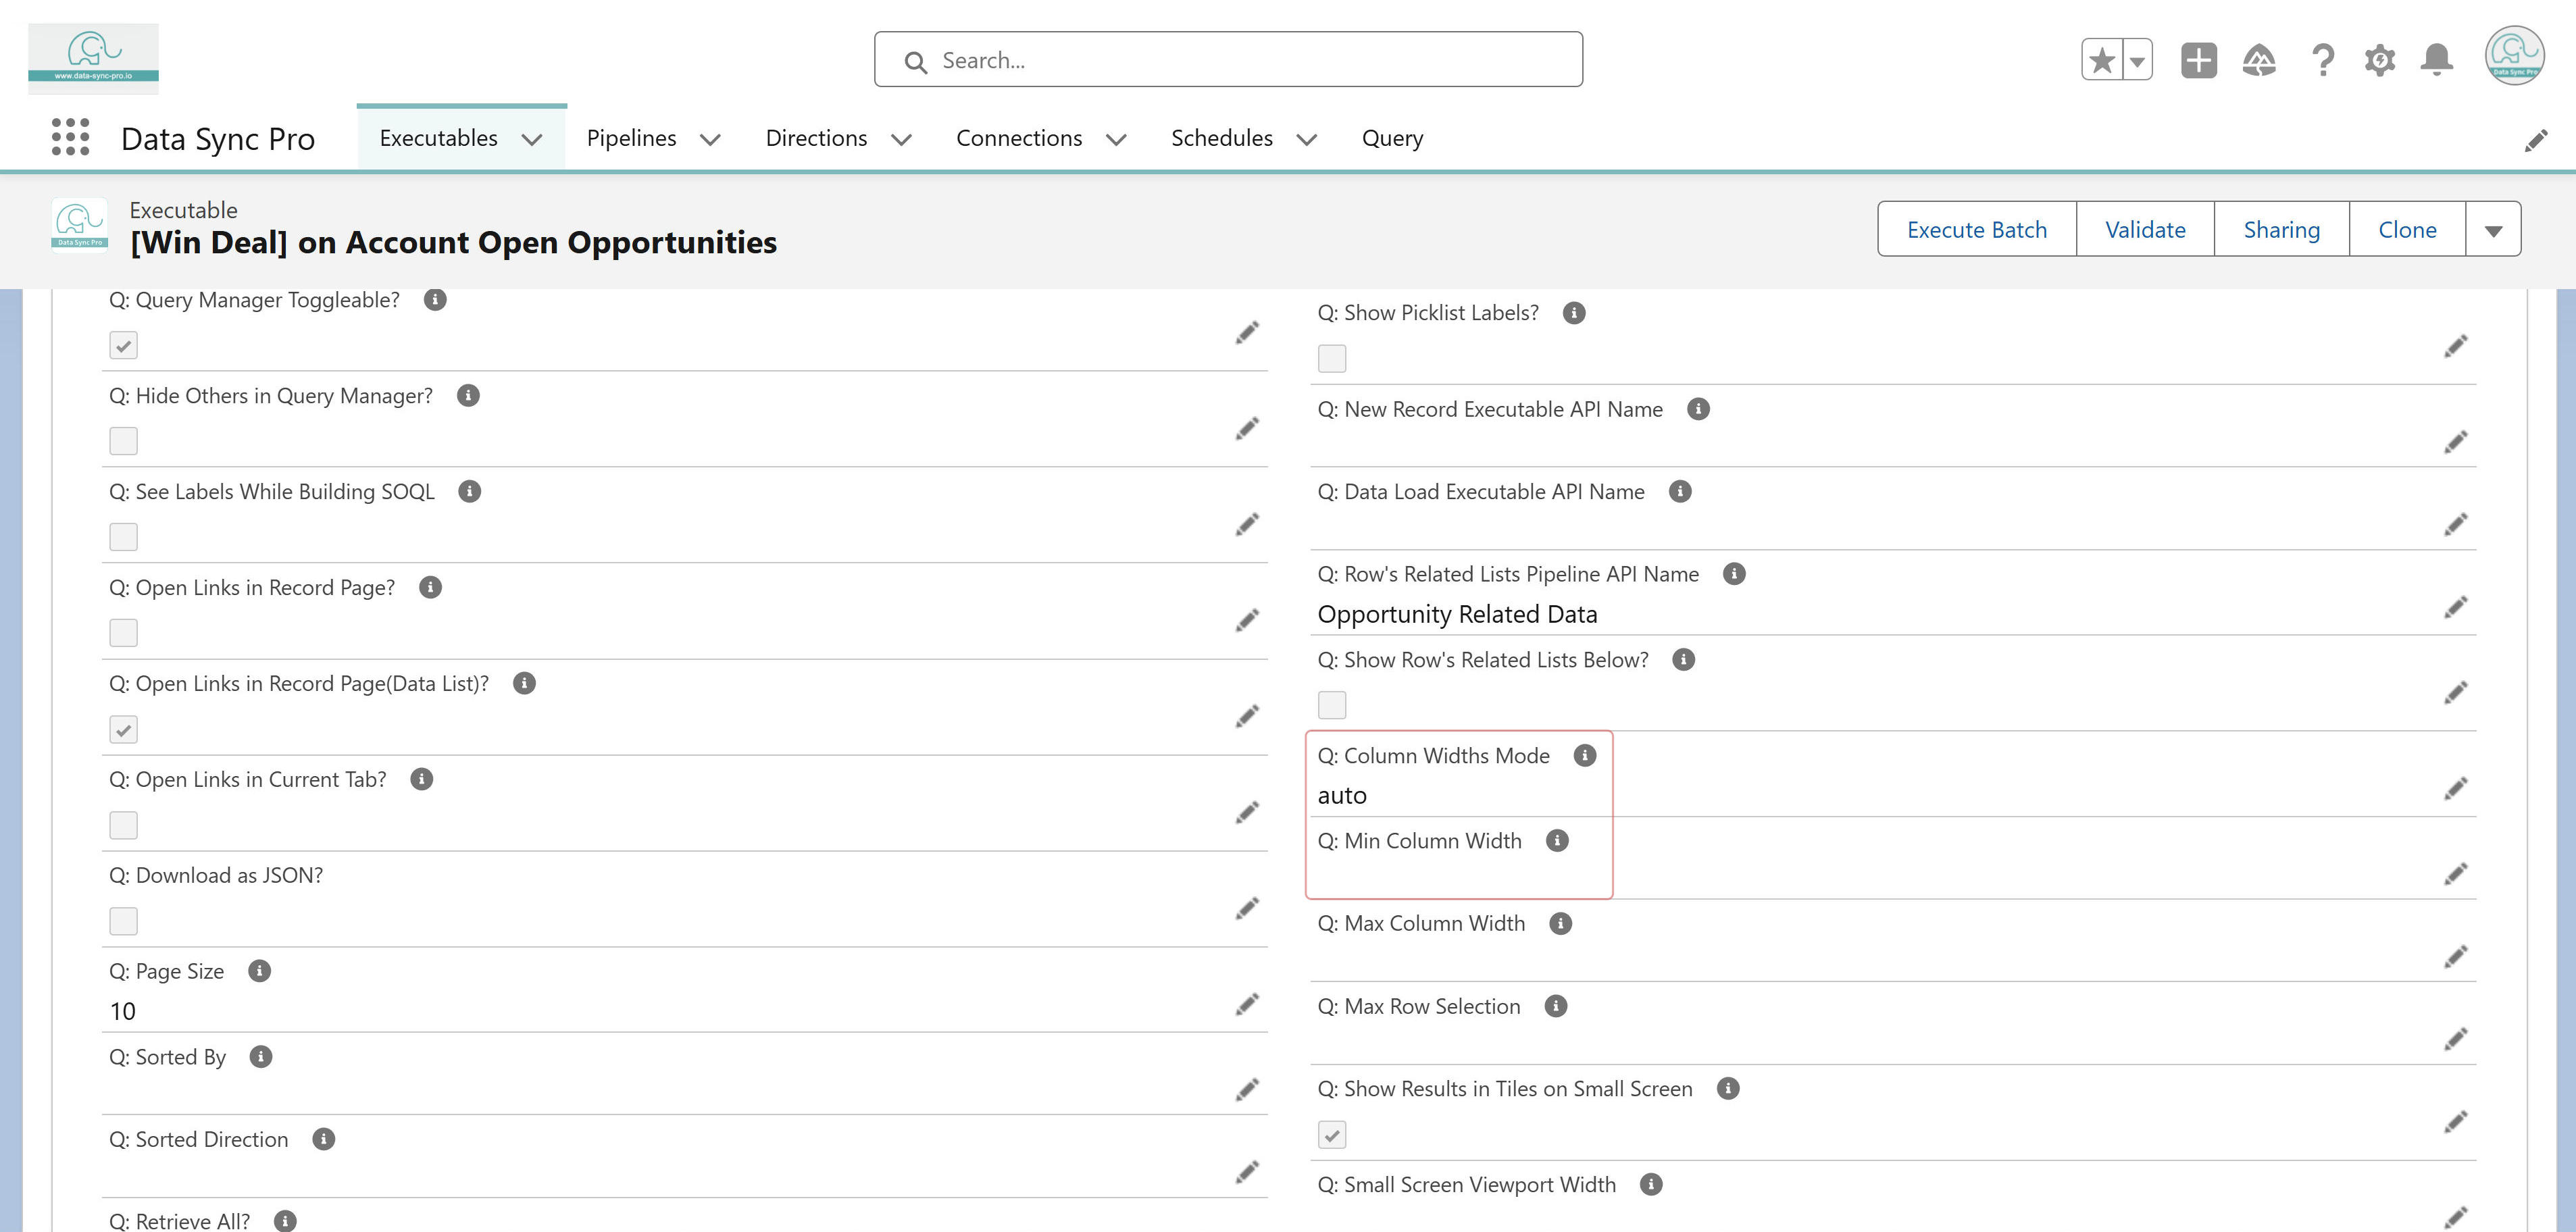 www.data-sync-pro.io
Search...
Data Sync Pro
Data Sync Pro
Executables
Pipelines
Directions
Connections
Schedules
Query
Data Sync Pro
Executable
[Win Deal] on Account Open Opportunities
Execute Batch
Validate
Sharing
Clone
Q: Query Manager Toggleable?
Q: Hide Others in Query Manager?
Q: See Labels While Building SOQL
Q: Open Links in Record Page?
Q: Open Links in Record Page(Data List)?
Q: Open Links in Current Tab?
Q: Download as JSON?
Q: Page Size
10
Q: Sorted By
Q: Sorted Direction
Q: Retrieve All?
Q: Show Picklist Labels?
Q: New Record Executable API Name
Q: Data Load Executable API Name
Q: Row's Related Lists Pipeline API Name
Opportunity Related Data
Q: Show Row's Related Lists Below?
Q: Column Widths Mode
auto
Q: Min Column Width
Q: Max Column Width
Q: Max Row Selection
Q: Show Results in Tiles on Small Screen
Q: Small Screen Viewport Width